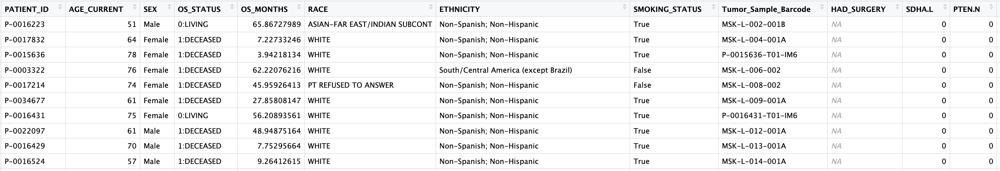 PATIENT_ID AGE_CURRENT SEX OS_STATUS OS_MONTHS RACE ETHNICITY SMOKING_STATUS Tumor_Sample_Barcode HAD_SURGERY SDHA.L PTEN.N
P-0016223 51 Male 0:LIVING 65.86727989 ASIAN-FAR EAST/INDIAN SUBCONT Non-Spanish; Non-Hispanic True MSK-L-002-001B NA 0 0
P-0017832 64 Female 1:DECEASED 7.22733246 WHITE Non-Spanish; Non-Hispanic True MSK-L-004-001A NA 0 0
P-0015636 78 Female 1:DECEASED 3.94218134 WHITE Non-Spanish; Non-Hispanic True P-0015636-T01-IM6 NA 0 0
P-0003322 76 Female 1:DECEASED 62.22076216 WHITE South/Central America (except Brazil) False MSK-L-006-002 NA 0 0
P-0017214 74 Female 1:DECEASED 45.95926413 PT REFUSED TO ANSWER Non-Spanish; Non-Hispanic False MSK-L-008-002 NA 0 0
P-0034677 61 Female 1:DECEASED 27.85808147 WHITE Non-Spanish; Non-Hispanic True MSK-L-009-001A NA 0 0
P-0016431 75 Female 0:LIVING 56.20893561 WHITE Non-Spanish; Non-Hispanic True P-0016431-T01-IM6 NA 0 0
P-0022097 61 Male 1:DECEASED 48.94875164 WHITE Non-Spanish; Non-Hispanic True MSK-L-012-001A NA 0 0
P-0016429 70 Male 1:DECEASED 7.75295664 WHITE Non-Spanish; Non-Hispanic True MSK-L-013-001A NA 0 0
P-0016524 57 Male 1:DECEASED 9.26412615 WHITE Non-Spanish; Non-Hispanic True MSK-L-014-001A NA 0 0